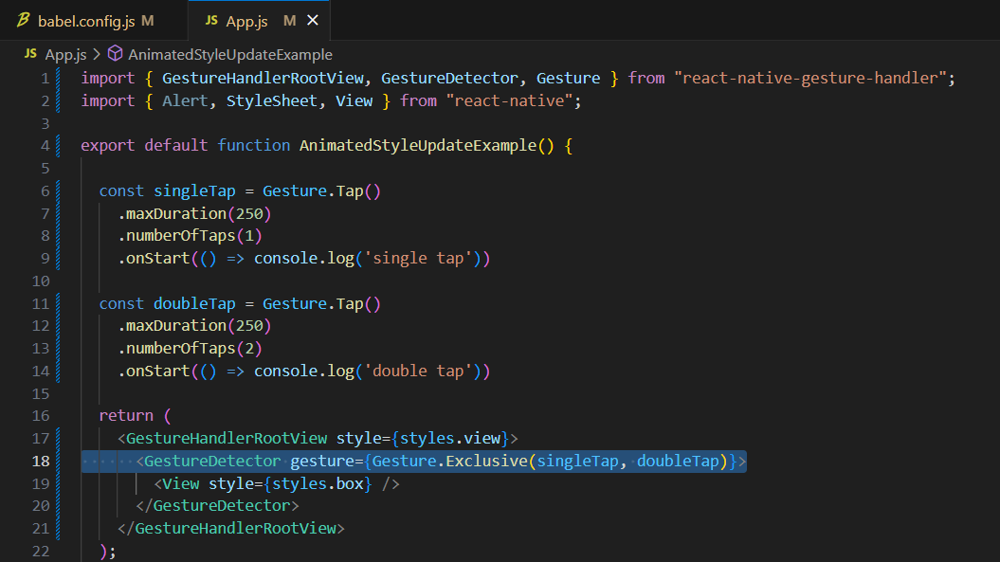 babel.config.js M JS App.js M
JS App.js > AnimatedStyleUpdateExample
1 import { GestureHandlerRootView, GestureDetector, Gesture } from "react-native-gesture-handler";
2 import { Alert, StyleSheet, View } from "react-native";
3
4 export default function AnimatedStyleUpdateExample() {
5
6   const singleTap = Gesture.Tap()
7     .maxDuration(250)
8     .numberOfTaps(1)
9     .onStart(() => console.log('single tap'))
10
11   const doubleTap = Gesture.Tap()
12     .maxDuration(250)
13     .numberOfTaps(2)
14     .onStart(() => console.log('double tap'))
15
16   return (
17     <GestureHandlerRootView style={styles.view}>
18       <GestureDetector gesture={Gesture.Exclusive(singleTap, doubleTap)}>
19         <View style={styles.box} />
20       </GestureDetector>
21     </GestureHandlerRootView>
22   );